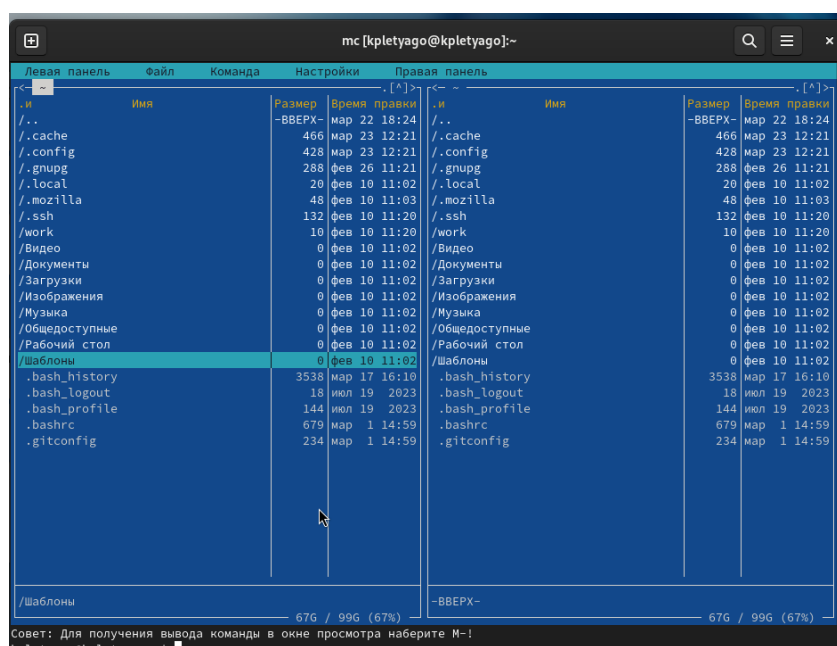 mc [kpletyago@kpletyago]:~
Левая панель Файл Команда Настройки Правая панель
<- ~ .[^]> <- ~ .[^]>
.и Имя Размер Время правки .и Имя Размер Время правки
/.. -ВВЕРХ- мар 22 18:24 /.. -ВВЕРХ- мар 22 18:24
/.cache 466 мар 23 12:21 /.cache 466 мар 23 12:21
/.config 428 мар 23 12:21 /.config 428 мар 23 12:21
/.gnupg 288 фев 26 11:21 /.gnupg 288 фев 26 11:21
/.local 20 фев 10 11:02 /.local 20 фев 10 11:02
/.mozilla 48 фев 10 11:03 /.mozilla 48 фев 10 11:03
/.ssh 132 фев 10 11:20 /.ssh 132 фев 10 11:20
/work 10 фев 10 11:20 /work 10 фев 10 11:20
/Видео 0 фев 10 11:02 /Видео 0 фев 10 11:02
/Документы 0 фев 10 11:02 /Документы 0 фев 10 11:02
/Загрузки 0 фев 10 11:02 /Загрузки 0 фев 10 11:02
/Изображения 0 фев 10 11:02 /Изображения 0 фев 10 11:02
/Музыка 0 фев 10 11:02 /Музыка 0 фев 10 11:02
/Общедоступные 0 фев 10 11:02 /Общедоступные 0 фев 10 11:02
/Рабочий стол 0 фев 10 11:02 /Рабочий стол 0 фев 10 11:02
/Шаблоны 0 фев 10 11:02 /Шаблоны 0 фев 10 11:02
.bash_history 3538 мар 17 16:10 .bash_history 3538 мар 17 16:10
.bash_logout 18 июл 19 2023 .bash_logout 18 июл 19 2023
.bash_profile 144 июл 19 2023 .bash_profile 144 июл 19 2023
.bashrc 679 мар 1 14:59 .bashrc 679 мар 1 14:59
.gitconfig 234 мар 1 14:59 .gitconfig 234 мар 1 14:59
/Шаблоны -ВВЕРХ-
67G / 99G (67%) 67G / 99G (67%)
Совет: Для получения вывода команды в окне просмотра наберите M-!